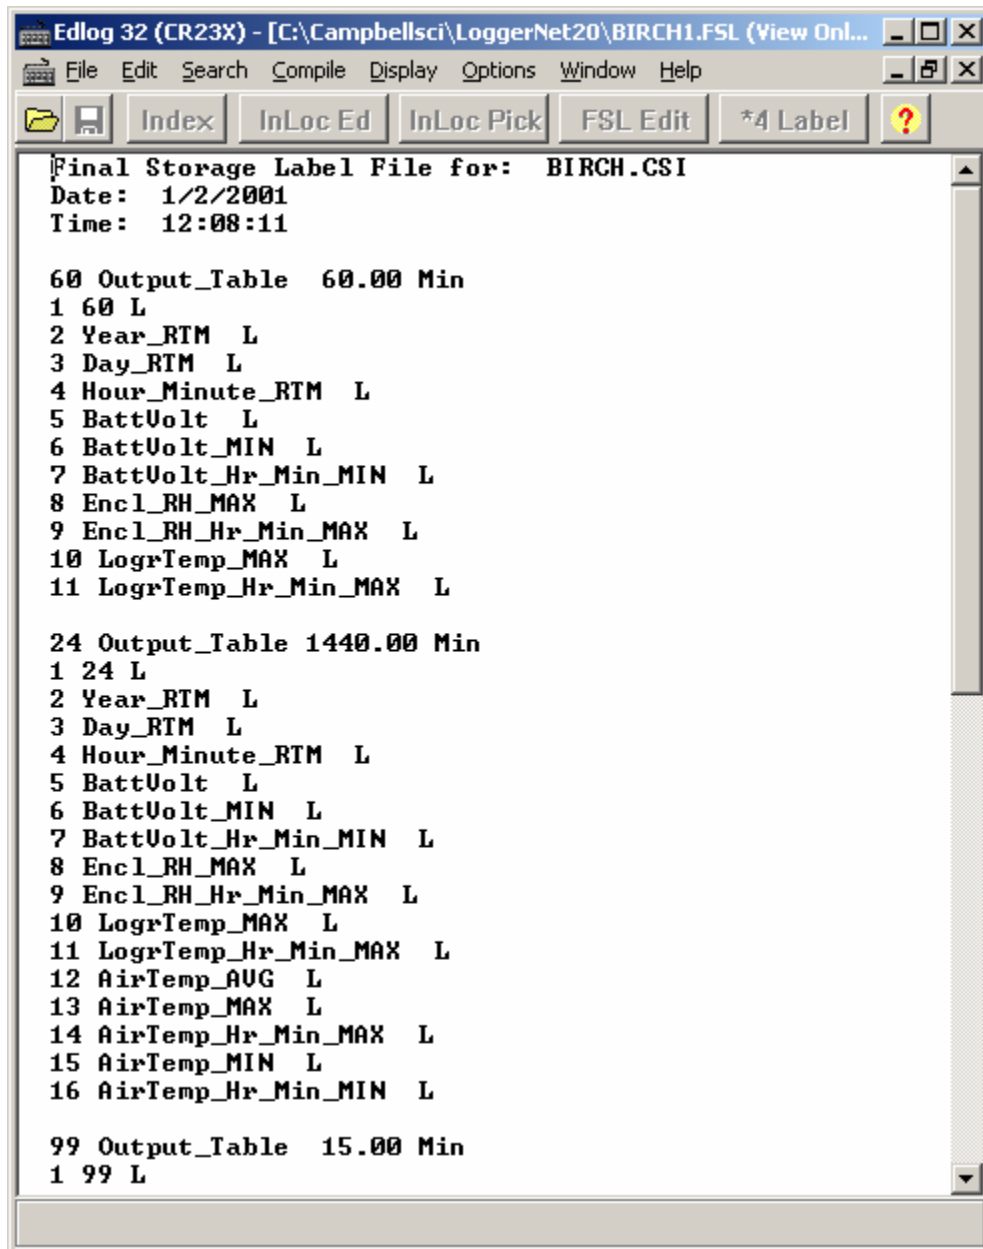 Edlog 32 (CR23X) - [C:\Campbellsci\LoggerNet20\BIRCH1.FSL (View Onl...
File Edit Search Compile Display Options Window Help
Index InLoc Ed InLoc Pick FSL Edit *4 Label ?
Final Storage Label File for: BIRCH.CSI
Date: 1/2/2001
Time: 12:08:11
60 Output_Table 60.00 Min
1 60 L
2 Year_RTM L
3 Day_RTM L
4 Hour_Minute_RTM L
5 BattVolt L
6 BattVolt_MIN L
7 BattVolt_Hr_Min_MIN L
8 Encl_RH_MAX L
9 Encl_RH_Hr_Min_MAX L
10 LogrTemp_MAX L
11 LogrTemp_Hr_Min_MAX L
24 Output_Table 1440.00 Min
1 24 L
2 Year_RTM L
3 Day_RTM L
4 Hour_Minute_RTM L
5 BattVolt L
6 BattVolt_MIN L
7 BattVolt_Hr_Min_MIN L
8 Encl_RH_MAX L
9 Encl_RH_Hr_Min_MAX L
10 LogrTemp_MAX L
11 LogrTemp_Hr_Min_MAX L
12 AirTemp_AVG L
13 AirTemp_MAX L
14 AirTemp_Hr_Min_MAX L
15 AirTemp_MIN L
16 AirTemp_Hr_Min_MIN L
99 Output_Table 15.00 Min
1 99 L